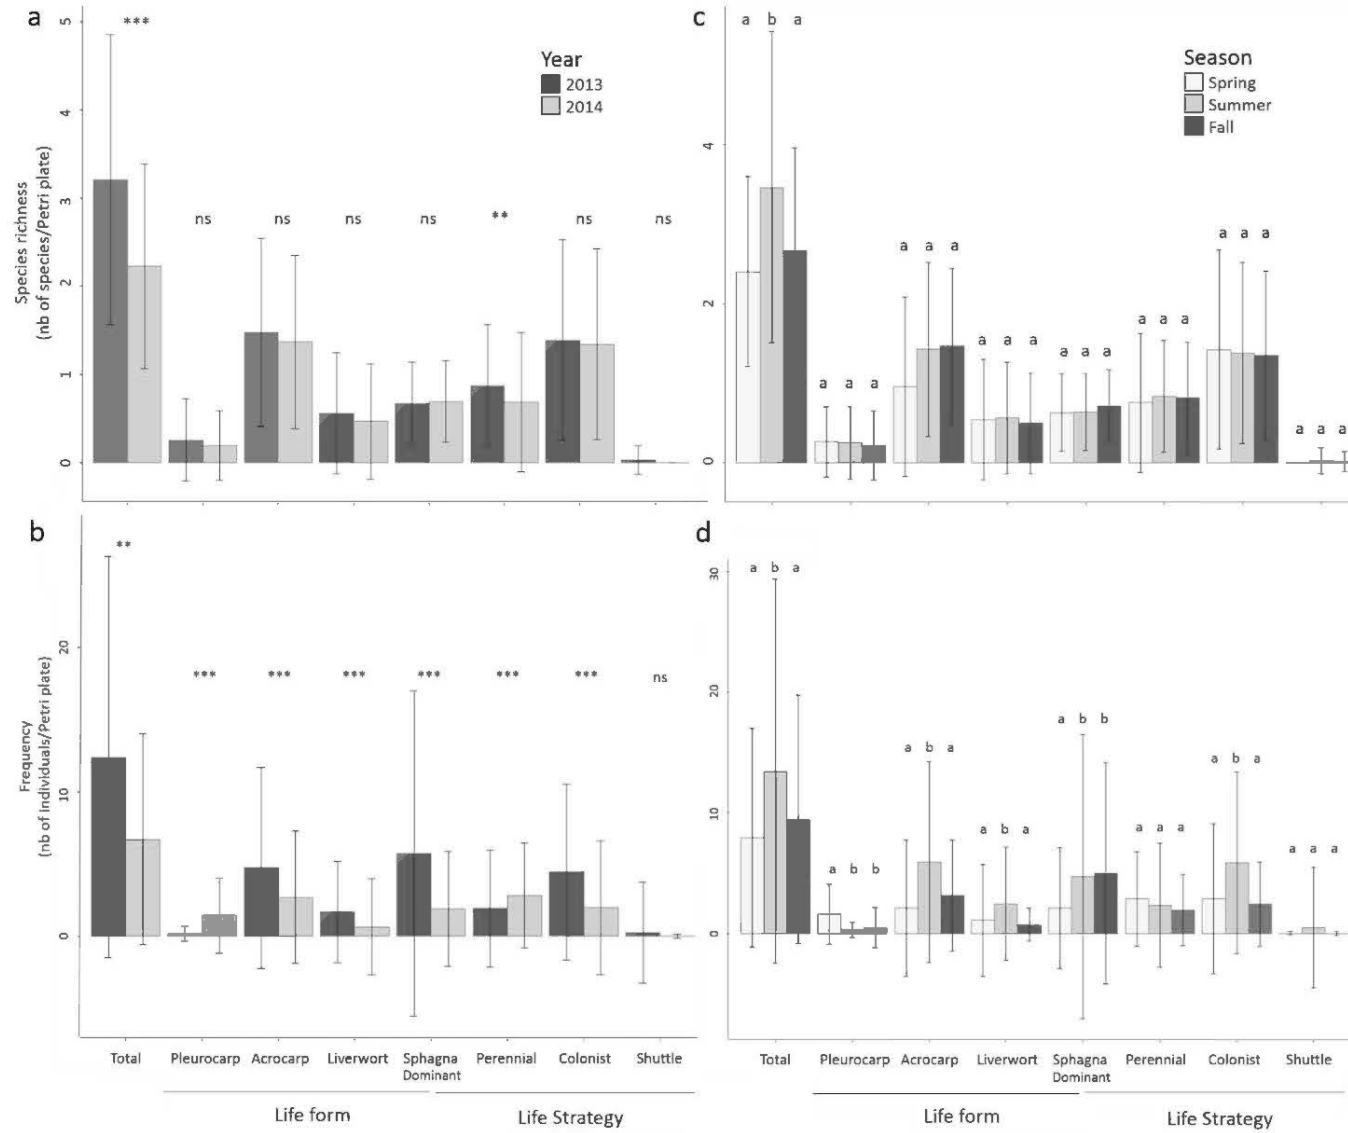 a
5
4
3
2
1
0
Species richness
(nb of species/Petri plate)
***
ns
ns
ns
ns
**
ns
ns
Year
2013
2014
c
4
2
0
a b a
a a a
a a a
a a a
a a a
a a a
a a a
a a a
Season
Spring
Summer
Fall
b
20
10
0
Frequency
(nb of individuals/Petri plate)
**
***
***
***
***
***
***
ns
Total
Pleurocarp
Acrocarp
Liverwort
Sphagna
Dominant
Perennial
Colonist
Shuttle
Life form
Life Strategy
d
30
20
10
0
a b a
a b b
a b a
a b a
a b b
a a a
a b a
a a a
Total
Pleurocarp
Acrocarp
Liverwort
Sphagna
Dominant
Perennial
Colonist
Shuttle
Life form
Life Strategy